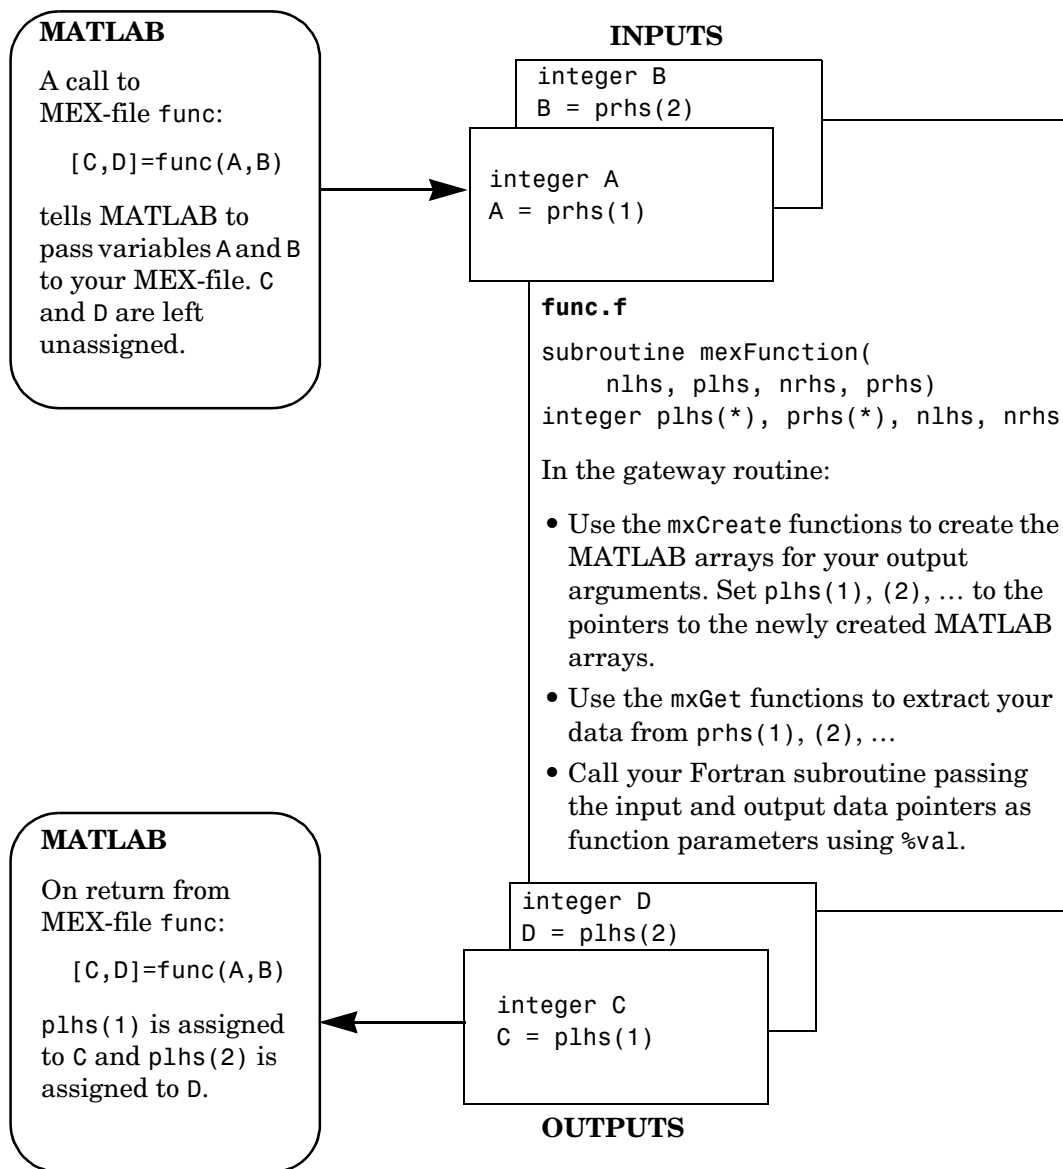 MATLAB
A call to
MEX-file func:
[C,D]=func(A,B)
tells MATLAB to
pass variables A and B
to your MEX-file. C
and D are left
unassigned.
INPUTS
integer B
B = prhs(2)
integer A
A = prhs(1)
func.f
subroutine mexFunction(
nlhs, plhs, nrhs, prhs)
integer plhs(*), prhs(*), nlhs, nrhs
In the gateway routine:
• Use the mxCreate functions to create the
MATLAB arrays for your output
arguments. Set plhs(1), (2), … to the
pointers to the newly created MATLAB
arrays.
• Use the mxGet functions to extract your
data from prhs(1), (2), …
• Call your Fortran subroutine passing
the input and output data pointers as
function parameters using %val.
MATLAB
On return from
MEX-file func:
[C,D]=func(A,B)
plhs(1) is assigned
to C and plhs(2) is
assigned to D.
integer D
D = plhs(2)
integer C
C = plhs(1)
OUTPUTS